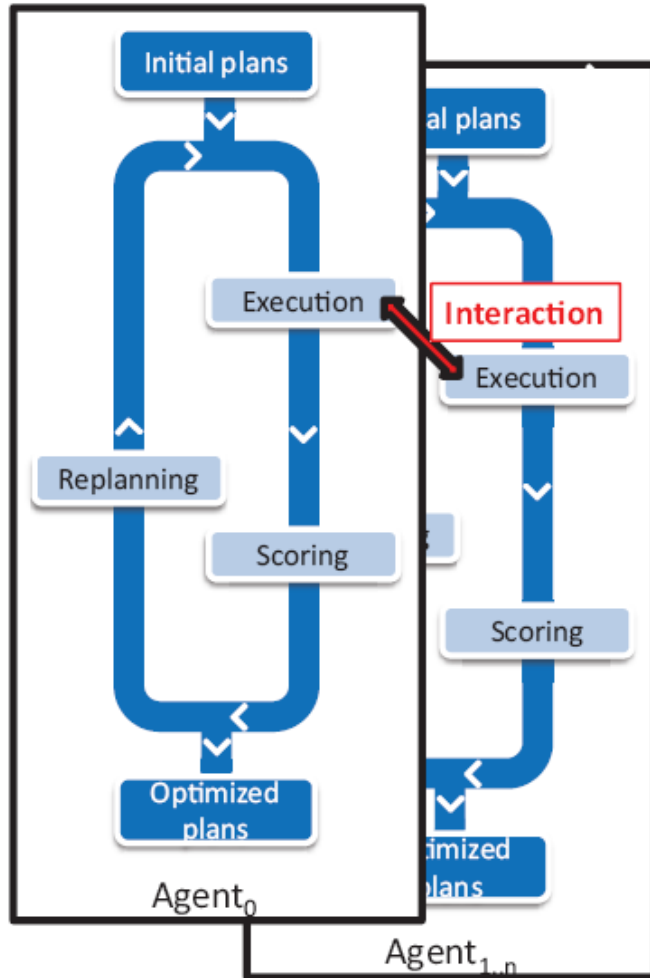 Initial plans
Execution
Replanning
Scoring
Optimized
plans
Agent0
Interaction
al plans
Execution
g
Scoring
timized
plans
Agent1..n